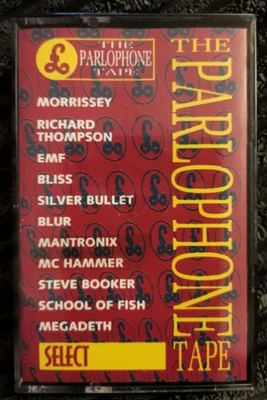 THE
PARLOPHONE
TAPE
MORRISSEY
RICHARD
THOMPSON
EMF
BLISS
SILVER BULLET
BLUR
MANTRONIX
MC HAMMER
STEVE BOOKER
SCHOOL OF FISH
MEGADETH
SELECT
THE
PARLOPHONE
TAPE